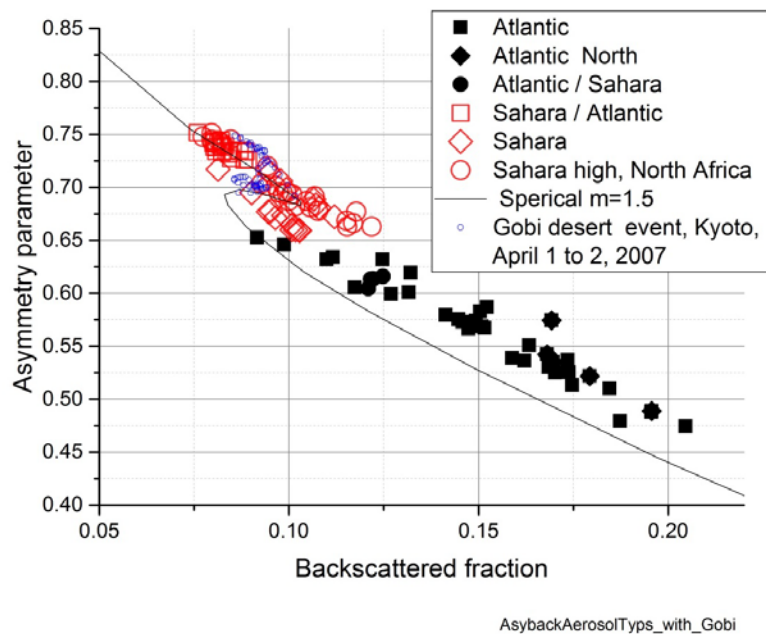 0.85
0.80
0.75
0.70
0.65
0.60
0.55
0.50
0.45
0.40
Asymmetry parameter
Atlantic
Atlantic North
Atlantic / Sahara
Sahara / Atlantic
Sahara
Sahara high, North Africa
Sperical m=1.5
Gobi desert event, Kyoto,
April 1 to 2, 2007
0.05 0.10 0.15 0.20
Backscattered fraction
AsybackAerosolTyps_with_Gobi